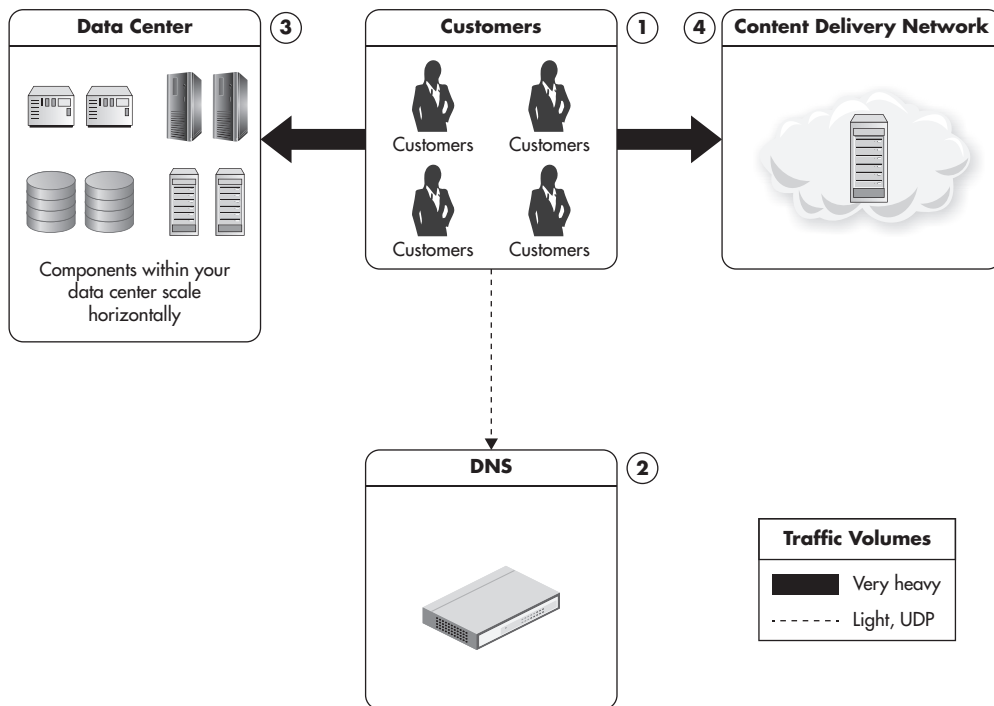 Data Center
3
Components within your
data center scale
horizontally
Customers
1
Customers
Customers
Customers
Customers
4
Content Delivery Network
DNS
2
Traffic Volumes
Very heavy
Light, UDP